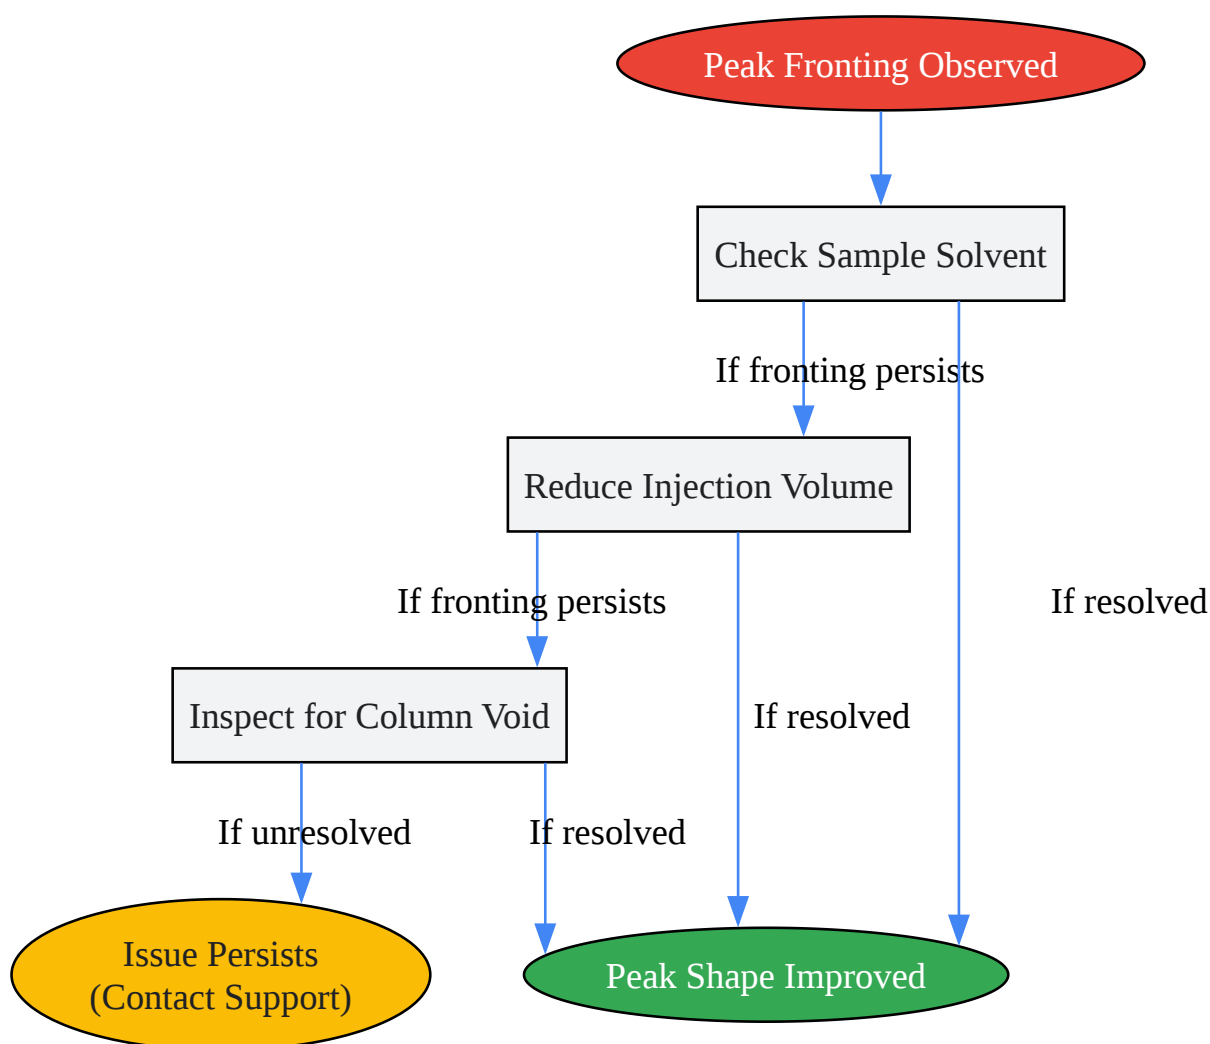 Peak Fronting Observed
Check Sample Solvent
If fronting persists
Reduce Injection Volume
If fronting persists
If resolved
Inspect for Column Void
If resolved
If unresolved
If resolved
Issue Persists
(Contact Support)
Peak Shape Improved